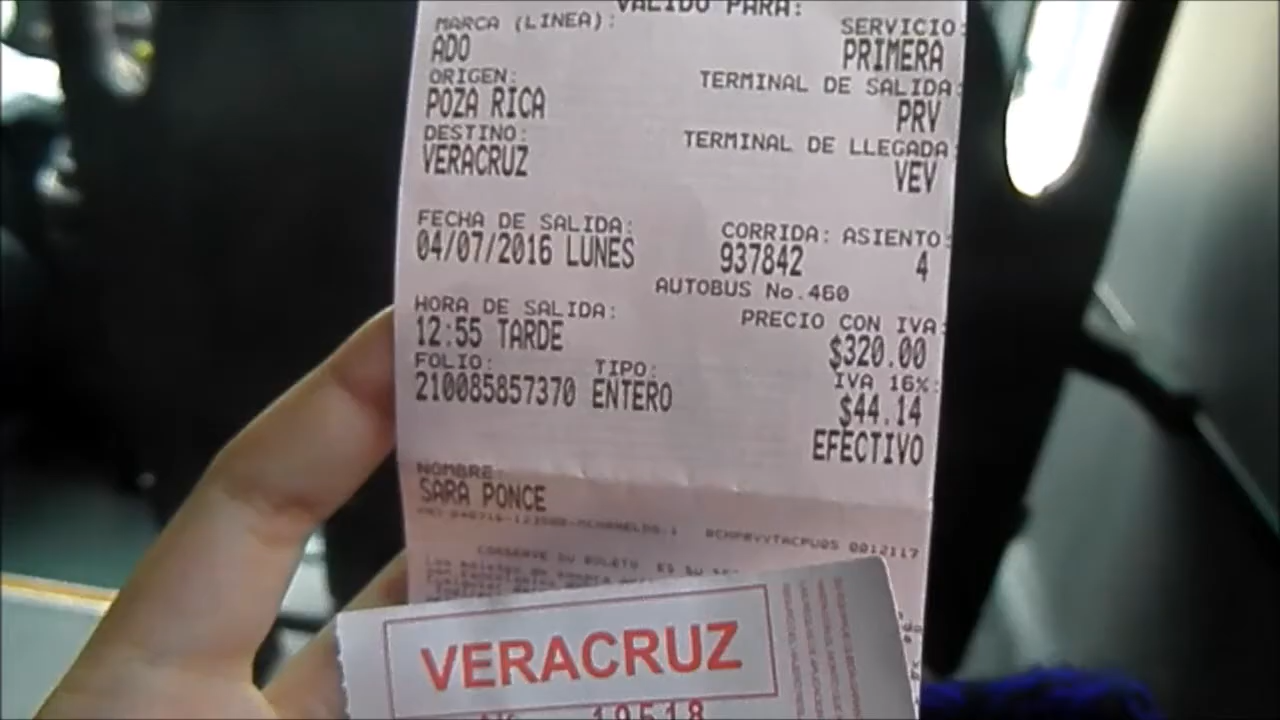 VALIDO PARA:
MARCA (LINEA): SERVICIO:
ADO PRIMERA
ORIGEN: TERMINAL DE SALIDA:
POZA RICA PRV
DESTINO: TERMINAL DE LLEGADA:
VERACRUZ VEV
FECHA DE SALIDA: CORRIDA: ASIENTO:
04/07/2016 LUNES 937842 4
AUTOBUS No.460
HORA DE SALIDA: PRECIO CON IVA:
12:55 TARDE $320.00
FOLIO: TIPO: IVA 16%:
210085857370 ENTERO $44.14
EFECTIVO
NOMBRE:
SARA PONCE
0012117
CONSERVE SU BOLETO ES SU
VERACRUZ
19518